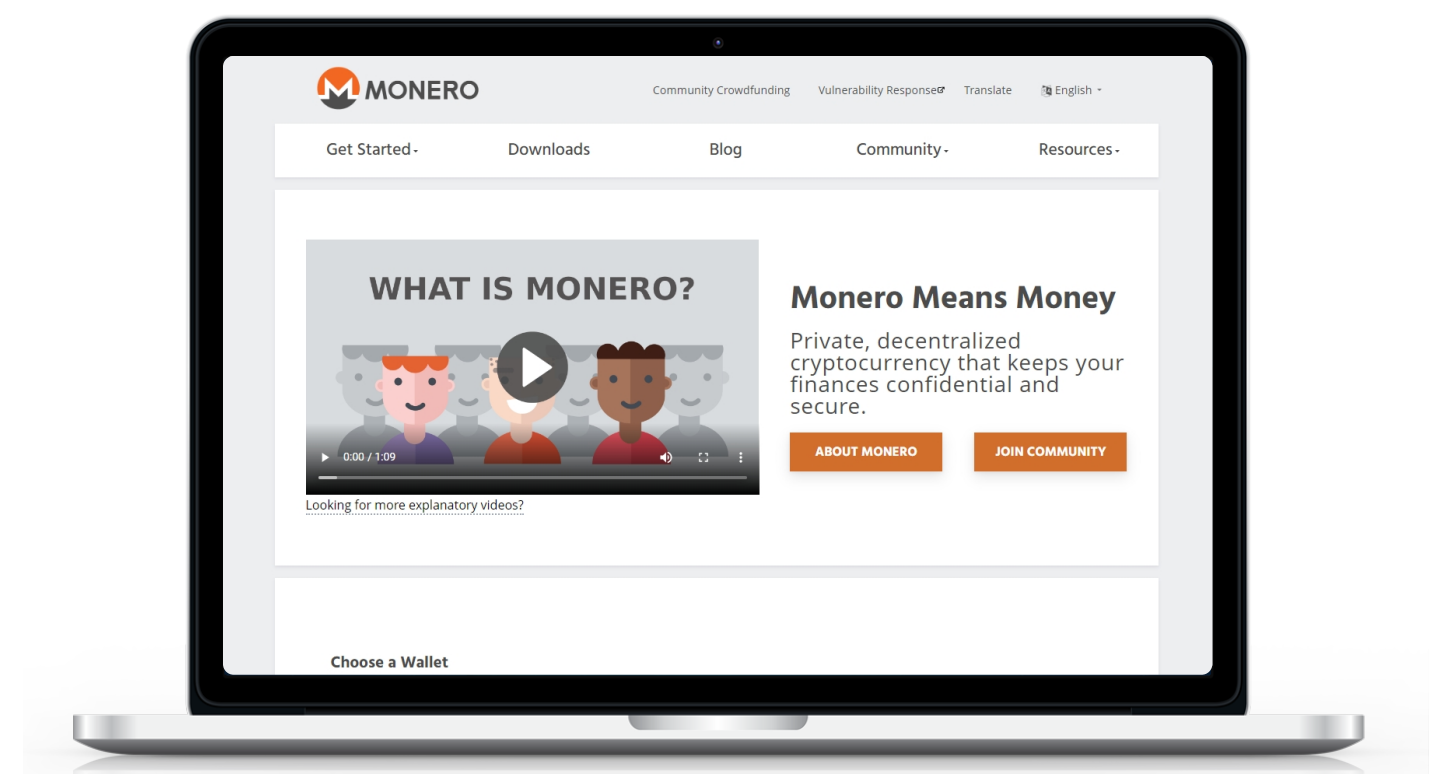 MONERO
Community Crowdfunding Vulnerability Response Translate English
Get Started Downloads Blog Community Resources
WHAT IS MONERO?
0:00 / 1:09
Looking for more explanatory videos?
Monero Means Money
Private, decentralized
cryptocurrency that keeps your
finances confidential and
secure.
ABOUT MONERO JOIN COMMUNITY
Choose a Wallet